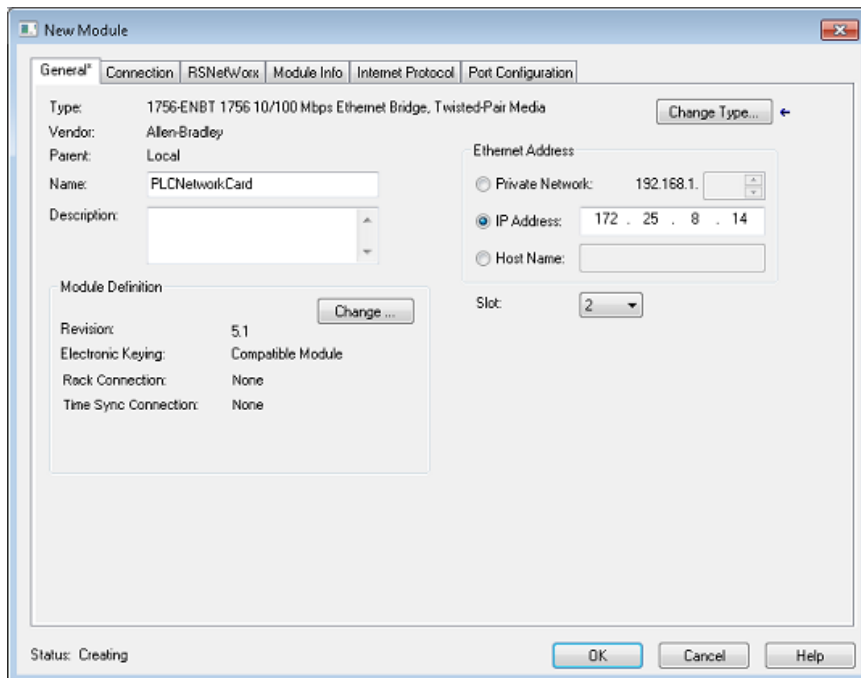 New Module
General* Connection RSNetWorx Module Info Internet Protocol Port Configuration
Type: 1756-ENBT 1756 10/100 Mbps Ethernet Bridge, Twisted-Pair Media Change Type...
Vendor: Allen-Bradley
Parent: Local
Ethernet Address
Name: PLCNetworkCard
Private Network: 192.168.1.
Description:
IP Address: 172 . 25 . 8 . 14
Host Name:
Module Definition
Change ...
Slot: 2
Revision: 5.1
Electronic Keying: Compatible Module
Rack Connection: None
Time Sync Connection: None
Status: Creating OK Cancel Help